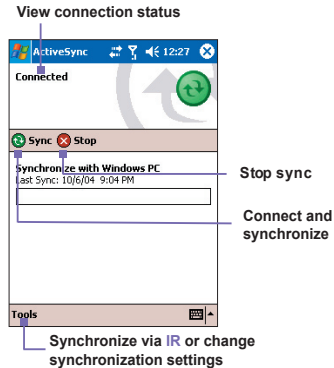 View connection status
ActiveSync 12:27
Connected
Sync Stop
Synchronize with Windows PC
Last Sync: 10/6/04 9:04 PM
Stop sync
Connect and
synchronize
Tools
Synchronize via IR or change
synchronization settings